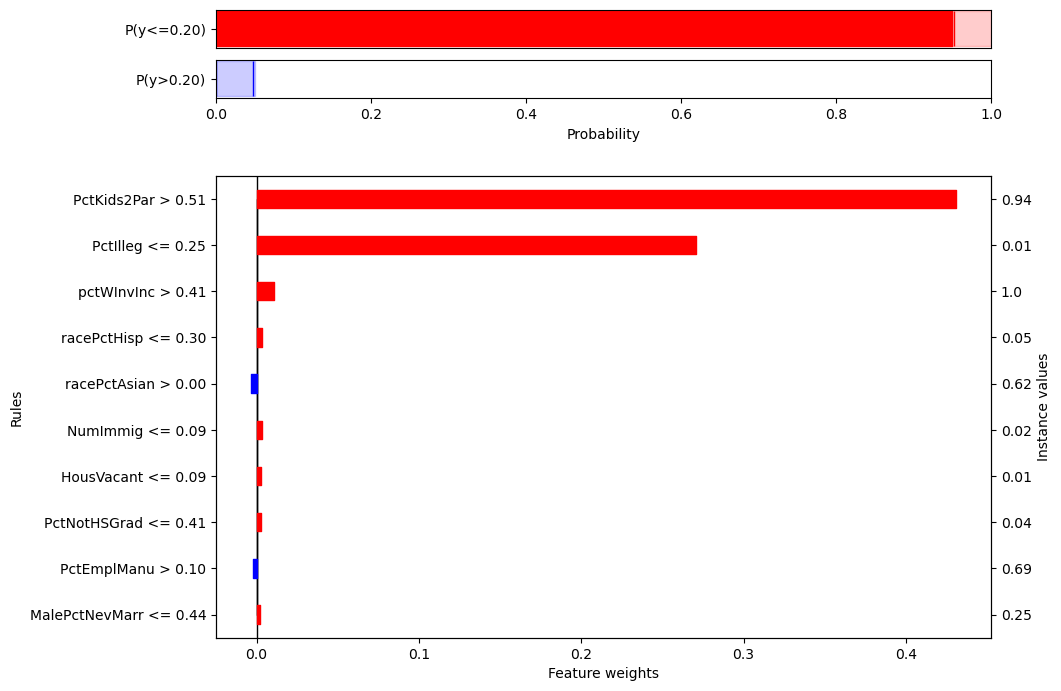 P(y<=0.20)
P(y>0.20)
0.0 0.2 0.4 0.6 0.8 1.0
Probability
PctKids2Par > 0.51 0.94
PctIlleg <= 0.25 0.01
pctWInvInc > 0.41 1.0
racePctHisp <= 0.30 0.05
racePctAsian > 0.00 0.62
NumImmig <= 0.09 0.02
HousVacant <= 0.09 0.01
PctNotHSGrad <= 0.41 0.04
PctEmplManu > 0.10 0.69
MalePctNevMarr <= 0.44 0.25
Rules
Instance values
0.0 0.1 0.2 0.3 0.4
Feature weights